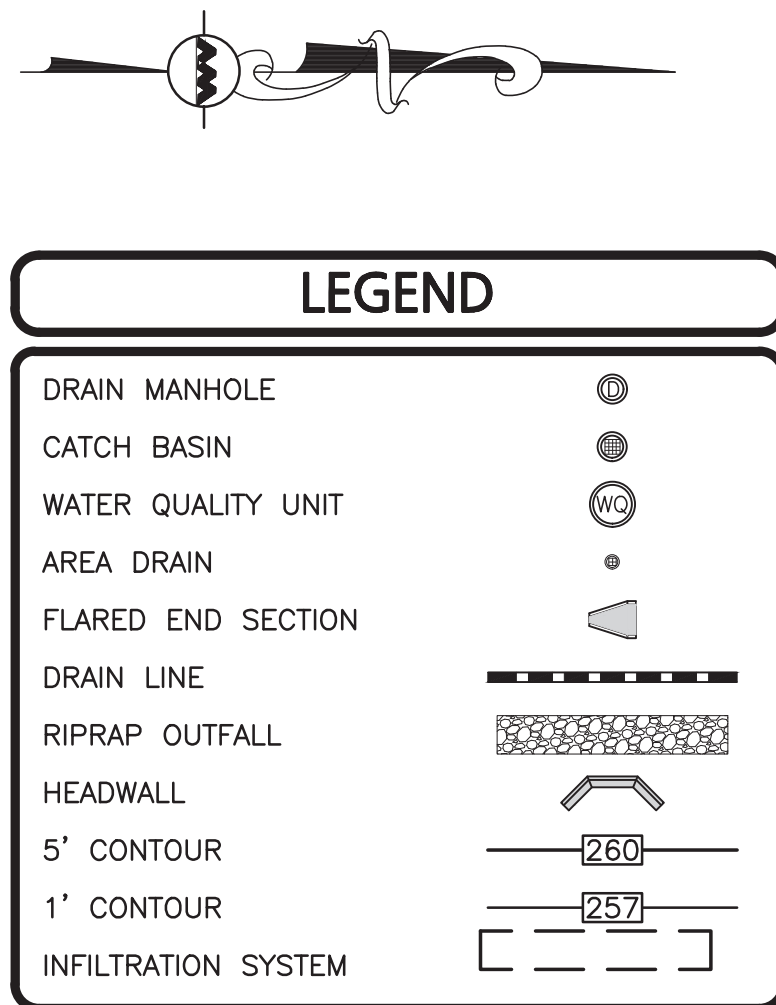 LEGEND
DRAIN MANHOLE D
CATCH BASIN
WATER QUALITY UNIT WQ
AREA DRAIN
FLARED END SECTION
DRAIN LINE
RIPRAP OUTFALL
HEADWALL
5' CONTOUR 260
1' CONTOUR 257
INFILTRATION SYSTEM